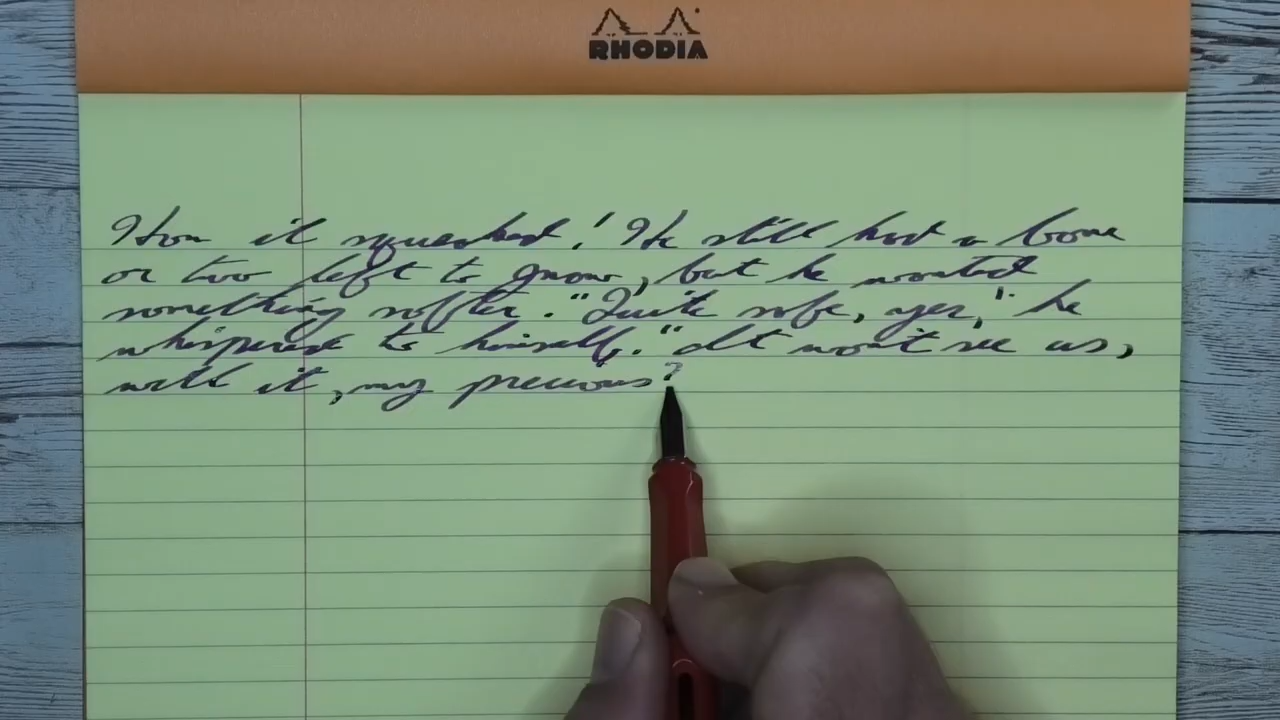 RHODIA
How it squeaked! He still had a bone
or two left to gnaw, but he wanted
something softer. "Quite safe, yes," he
whispered to himself. "It won't see us,
will it, my precious?